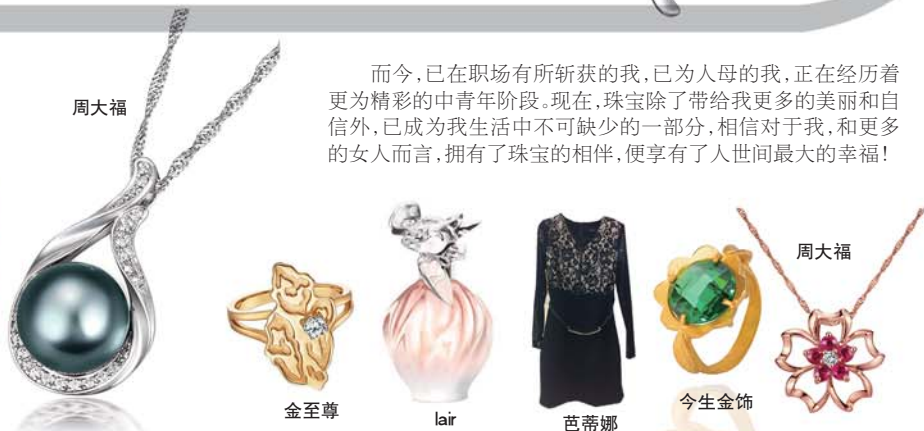 周大福
而今,已在职场有所斩获的我,已为人母的我,正在经历着
更为精彩的中青年阶段。现在,珠宝除了带给我更多的美丽和自
信外,已成为我生活中不可缺少的一部分,相信对于我,和更多
的女人而言,拥有了珠宝的相伴,便享有了人世间最大的幸福!
周大福
金至尊
lair
芭蒂娜
今生金饰